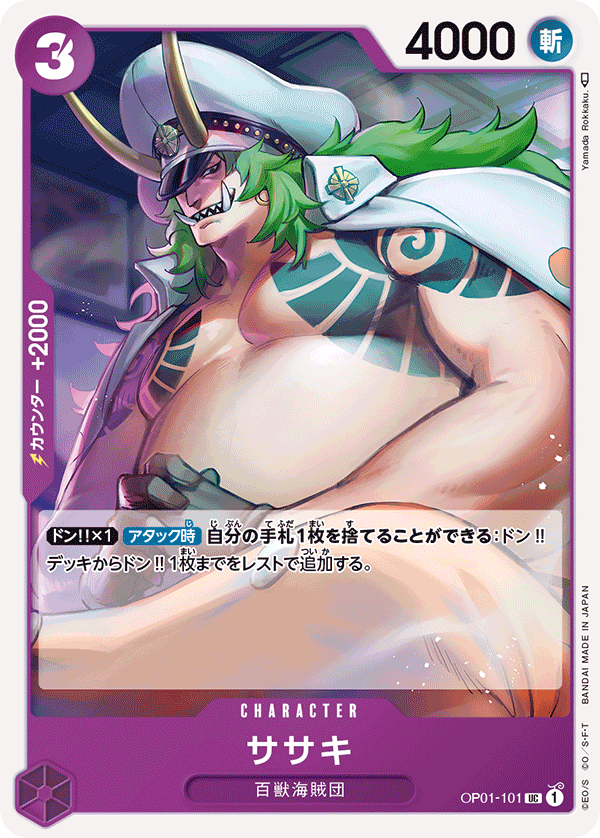 3
4000
斬
Yamada Rokkaku.
カウンター +2000
ドン!!×1 アタック時 自分の手札1枚を捨てることができる：ドン!!
デッキからドン!!1枚までをレストで追加する。
CHARACTER
ササキ
百獣海賊団
OP01-101 UC 1
©E.O/S ©O/S・F・T BANDAI MADE IN JAPAN